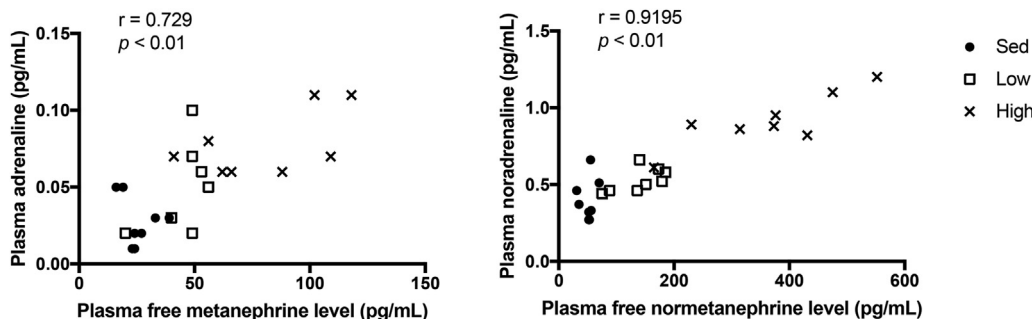 r = 0.729
p < 0.01
Plasma adrenaline (pg/mL)
0.15
0.10
0.05
0.00
0
50
100
150
Plasma free metanephrine level (pg/mL)
r = 0.9195
p < 0.01
Plasma noradrenaline (pg/mL)
1.5
1.0
0.5
0.0
0
200
400
600
Plasma free normetanephrine level (pg/mL)
Sed
Low
High